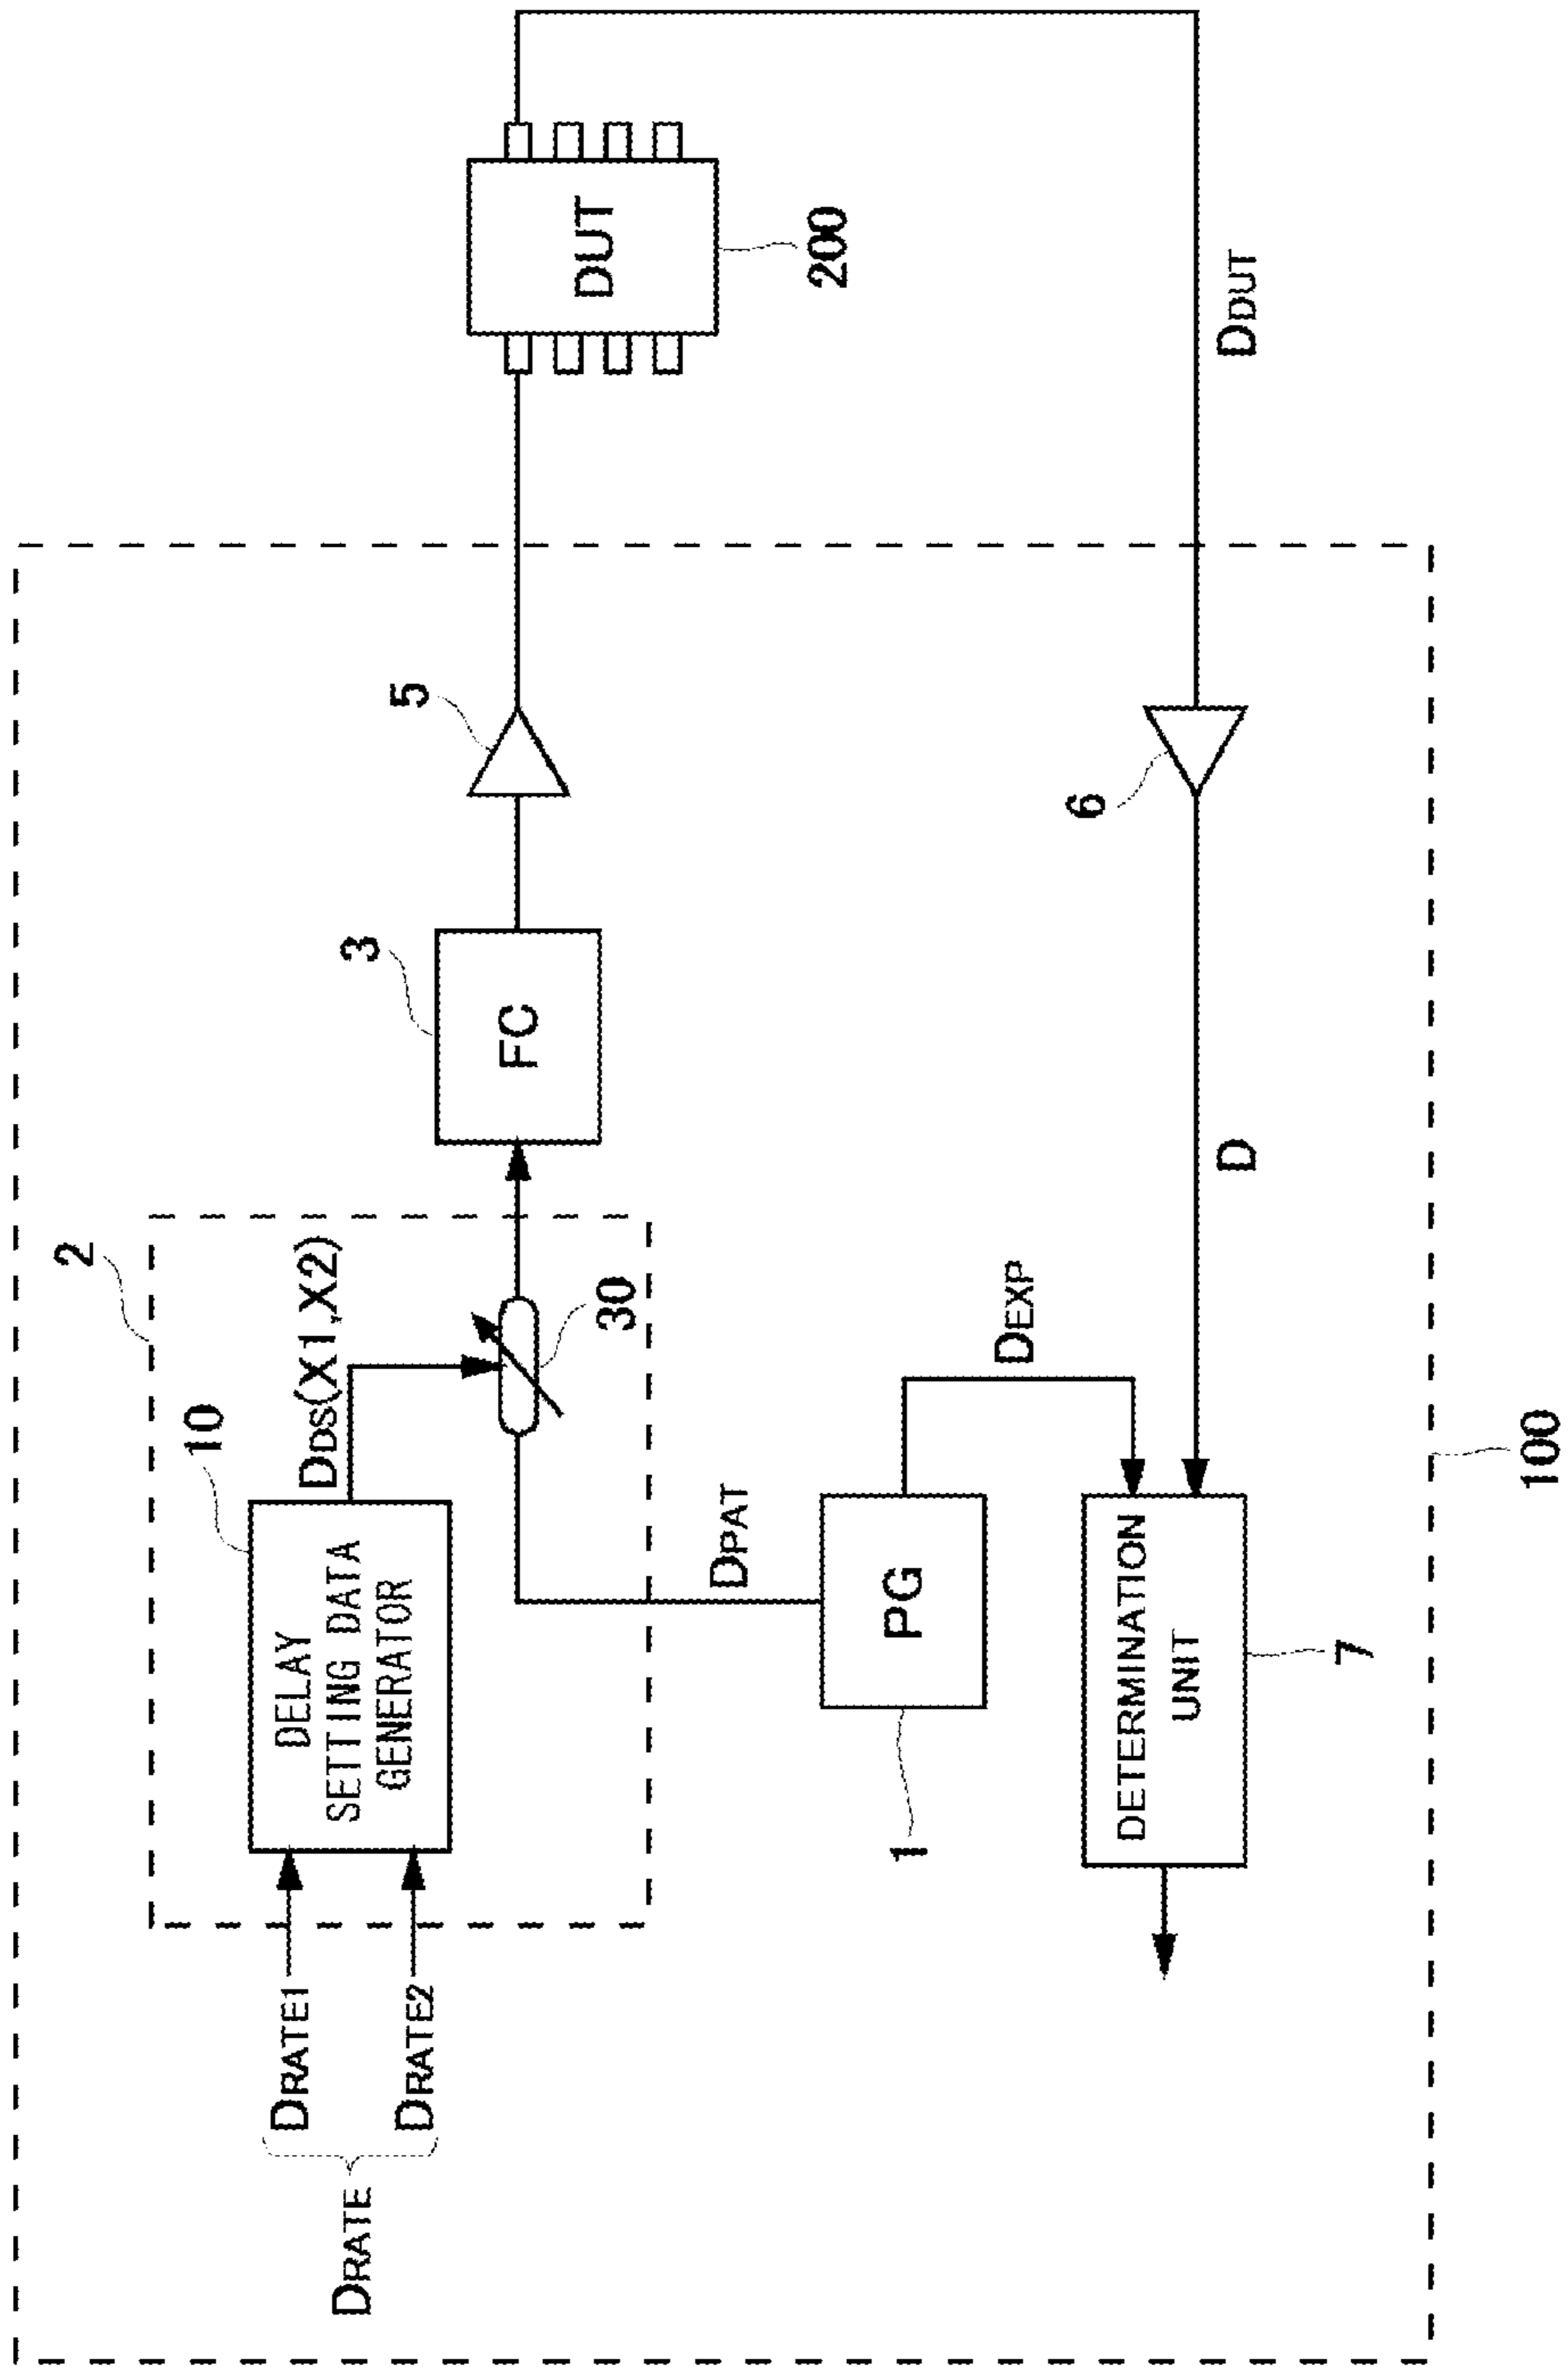 2
10
DRATE1
DRATE2
DRATE
DELAY
SETTING DATA
GENERATOR
DDS(X1,X2)
30
3
FC
5
DUT
200
DPAT
PG
1
DEXP
6
D
DDUT
DETERMINATION
UNIT
7
100